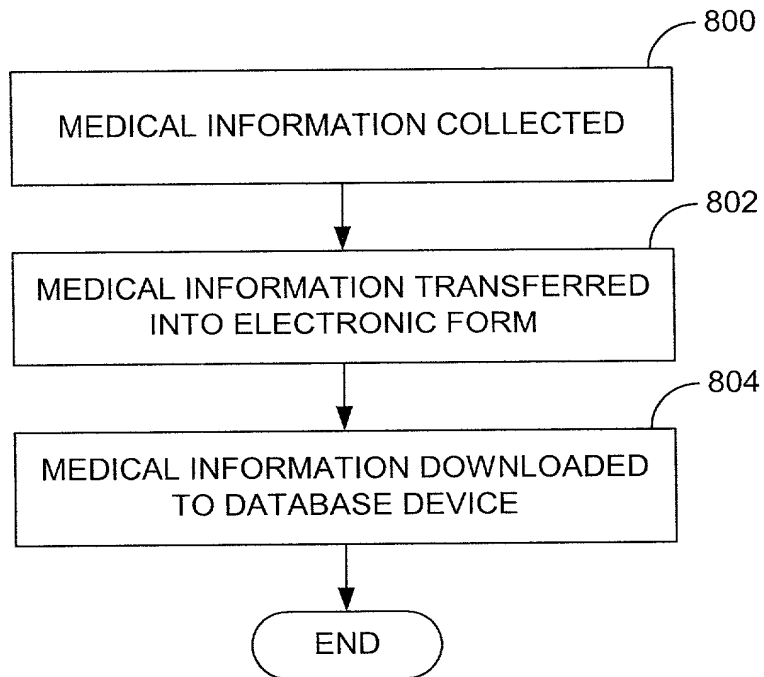 800
MEDICAL INFORMATION COLLECTED
802
MEDICAL INFORMATION TRANSFERRED
INTO ELECTRONIC FORM
804
MEDICAL INFORMATION DOWNLOADED
TO DATABASE DEVICE
END